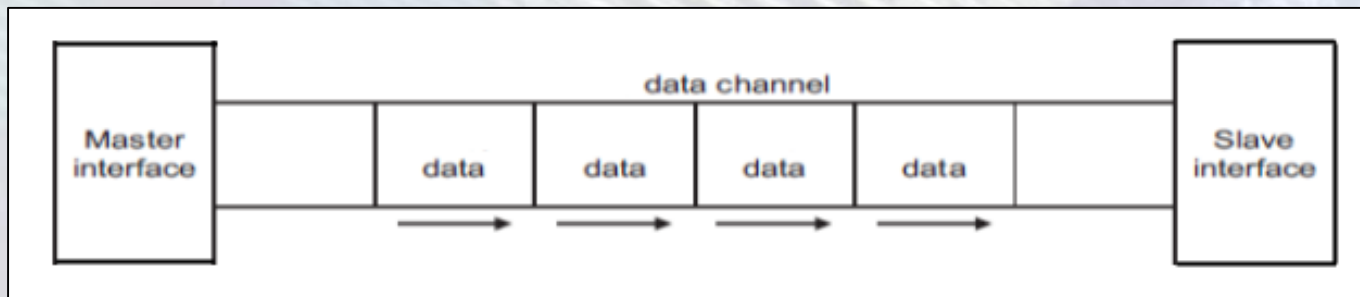 data channel
Master
interface
data
data
data
data
Slave
interface